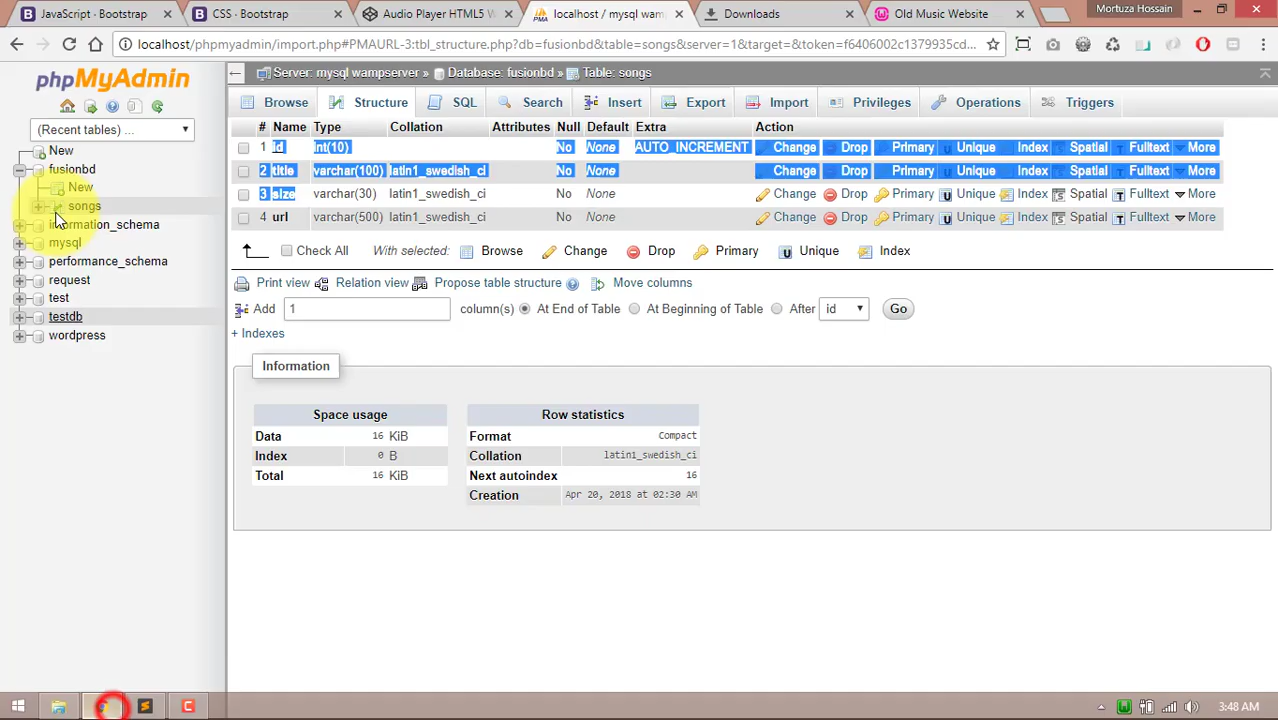 JavaScript · Bootstrap
CSS · Bootstrap
Audio Player HTML5 W
localhost / mysql wam
Downloads
Old Music Website
Mortuza Hossain
localhost/phpmyadmin/import.php#PMAURL-3:tbl_structure.php?db=fusionbd&table=songs&server=1&target=&token=f6406002c1379935cd...
phpMyAdmin
(Recent tables) ...
New
fusionbd
New
songs
information_schema
mysql
performance_schema
request
test
testdb
wordpress
Server: mysql wampserver » Database: fusionbd » Table: songs
Browse Structure SQL Search Insert Export Import Privileges Operations Triggers
# Name Type Collation Attributes Null Default Extra Action
1 id int(10) No None AUTO_INCREMENT Change Drop Primary Unique Index Spatial Fulltext More
2 title varchar(100) latin1_swedish_ci No None Change Drop Primary Unique Index Spatial Fulltext More
3 size varchar(30) latin1_swedish_ci No None Change Drop Primary Unique Index Spatial Fulltext More
4 url varchar(500) latin1_swedish_ci No None Change Drop Primary Unique Index Spatial Fulltext More
Check All With selected: Browse Change Drop Primary Unique Index
Print view Relation view Propose table structure Move columns
Add 1 column(s) At End of Table At Beginning of Table After id Go
+ Indexes
Information
Space usage
Data 16 KiB
Index 0 B
Total 16 KiB
Row statistics
Format Compact
Collation latin1_swedish_ci
Next autoindex 16
Creation Apr 20, 2018 at 02:30 AM
3:48 AM